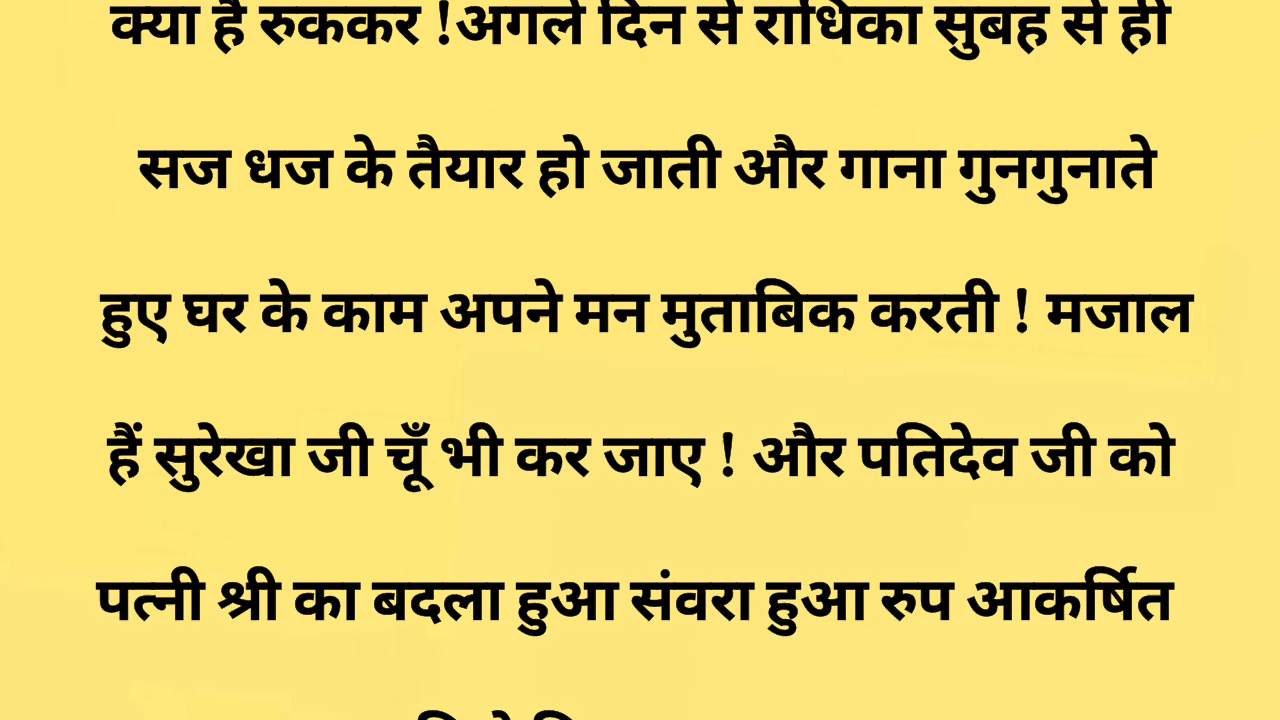 क्या है रुककर !अगले दिन से राधिका सुबह से ही
सज धज के तैयार हो जाती और गाना गुनगुनाते
हुए घर के काम अपने मन मुताबिक करती ! मजाल
हैं सुरेखा जी चूँ भी कर जाए ! और पतिदेव जी को
पत्नी श्री का बदला हुआ संवरा हुआ रुप आकर्षित